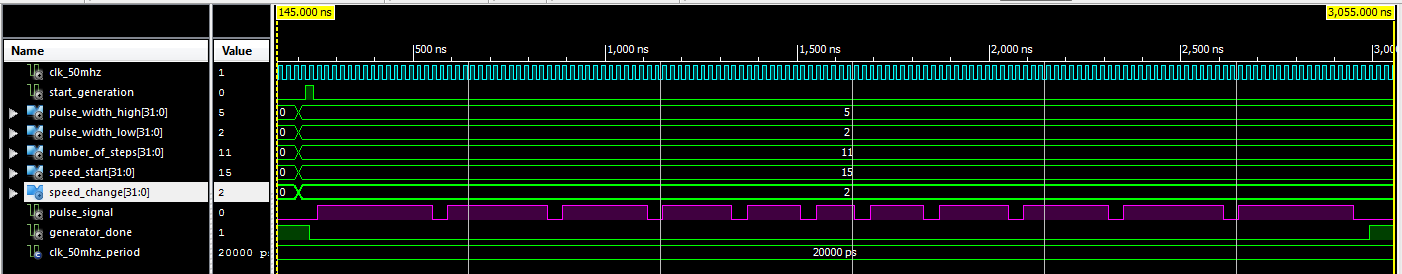 145.000 ns 3,055.000 ns
Name Value 500 ns 1,000 ns 1,500 ns 2,000 ns 2,500 ns 3,00
clk_50mhz 1
start_generation 0
pulse_width_high[31:0] 5 0 5
pulse_width_low[31:0] 2 0 2
number_of_steps[31:0] 11 0 11
speed_start[31:0] 15 0 15
speed_change[31:0] 2 0 2
pulse_signal 0
generator_done 1
clk_50mhz_period 20000 p 20000 ps